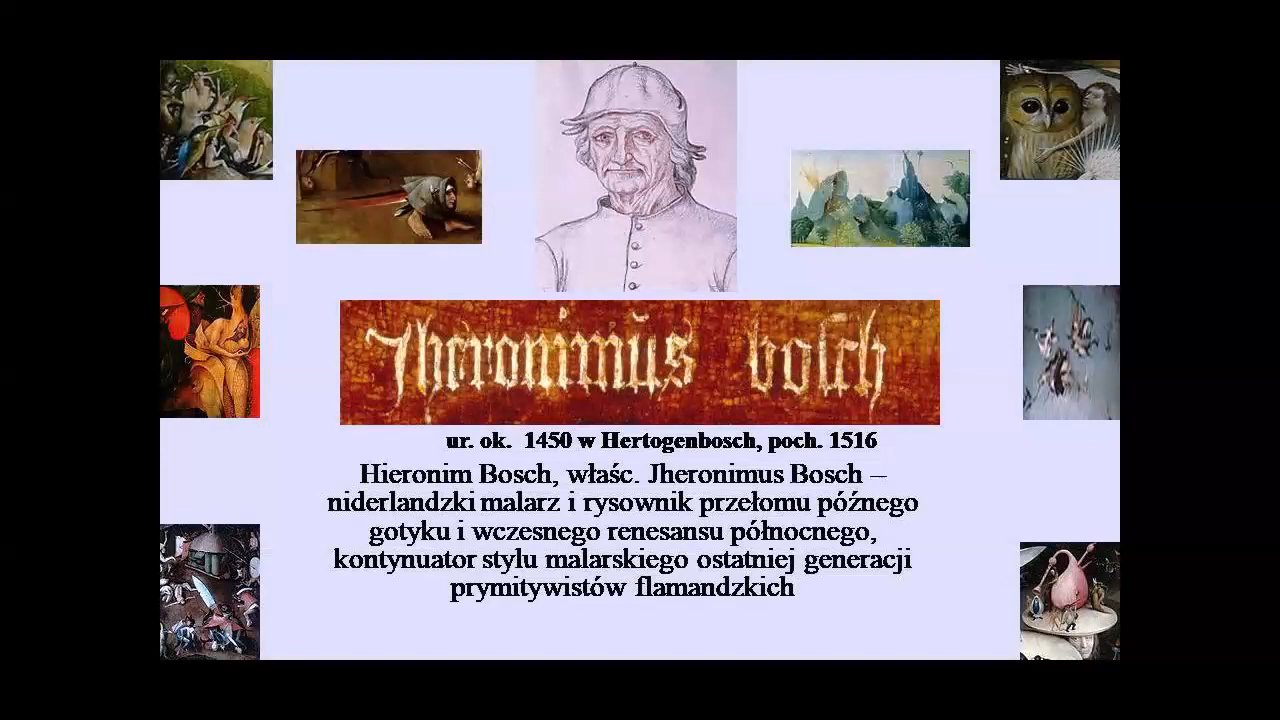 Jheronimus bosch
ur. ok. 1450 w Hertogenbosch, poch. 1516
Hieronim Bosch, właśc. Jheronimus Bosch –
niderlandzki malarz i rysownik przełomu późnego
gotyku i wczesnego renesansu północnego,
kontynuator stylu malarskiego ostatniej generacji
prymitywistów flamandzkich